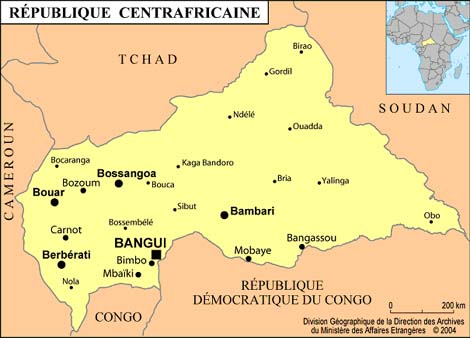 RÉPUBLIQUE CENTRAFRICAINE
TCHAD
SOUDAN
CAMEROUN
Birao
Gordil
Ndélé
Ouadda
Bocaranga
Kaga Bandoro
Bossangoa
Bozoum
Bouca
Bria
Yalinga
Bouar
Sibut
Bambari
Obo
Bossembélé
Carnot
BANGUI
Bangassou
Mobaye
Berbérati
Bimbo
Mbaïki
Nola
RÉPUBLIQUE
DÉMOCRATIQUE DU CONGO
CONGO
0 200 km
Division Géographique de la Direction des Archives
du Ministère des Affaires Etrangères © 2004